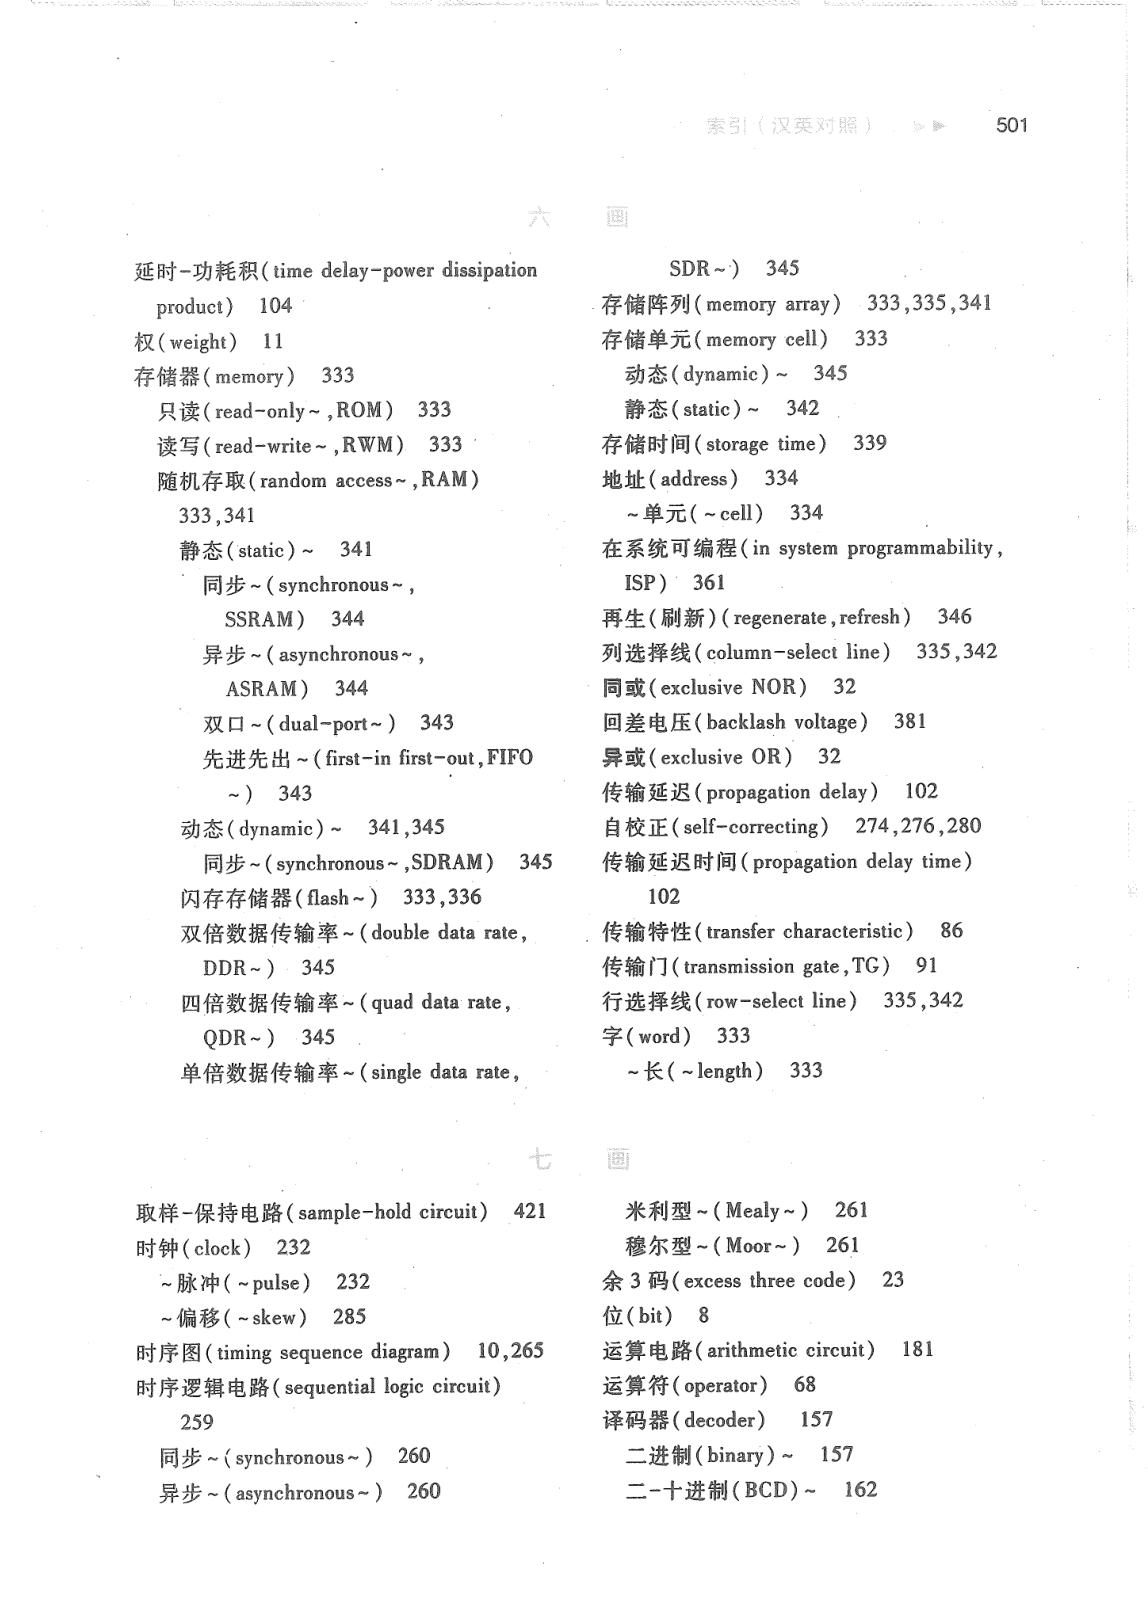 索引（汉英对照） 501
六 画
延时-功耗积(time delay-power dissipation
product) 104
权(weight) 11
存储器(memory) 333
只读(read-only~,ROM) 333
读写(read-write~,RWM) 333
随机存取(random access~,RAM)
333,341
静态(static)~ 341
同步~(synchronous~,
SSRAM) 344
异步~(asynchronous~,
ASRAM) 344
双口~(dual-port~) 343
先进先出~(first-in first-out,FIFO
~) 343
动态(dynamic)~ 341,345
同步~(synchronous~,SDRAM) 345
闪存存储器(flash~) 333,336
双倍数据传输率~(double data rate,
DDR~) 345
四倍数据传输率~(quad data rate,
QDR~) 345
单倍数据传输率~(single data rate,
SDR~) 345
存储阵列(memory array) 333,335,341
存储单元(memory cell) 333
动态(dynamic)~ 345
静态(static)~ 342
存储时间(storage time) 339
地址(address) 334
~单元(~cell) 334
在系统可编程(in system programmability,
ISP) 361
再生(刷新)(regenerate,refresh) 346
列选择线(column-select line) 335,342
同或(exclusive NOR) 32
回差电压(backlash voltage) 381
异或(exclusive OR) 32
传输延迟(propagation delay) 102
自校正(self-correcting) 274,276,280
传输延迟时间(propagation delay time)
102
传输特性(transfer characteristic) 86
传输门(transmission gate,TG) 91
行选择线(row-select line) 335,342
字(word) 333
~长(~length) 333
七 画
取样-保持电路(sample-hold circuit) 421
时钟(clock) 232
~脉冲(~pulse) 232
~偏移(~skew) 285
时序图(timing sequence diagram) 10,265
时序逻辑电路(sequential logic circuit)
259
同步~(synchronous~) 260
异步~(asynchronous~) 260
米利型~(Mealy~) 261
穆尔型~(Moor~) 261
余3码(excess three code) 23
位(bit) 8
运算电路(arithmetic circuit) 181
运算符(operator) 68
译码器(decoder) 157
二进制(binary)~ 157
二-十进制(BCD)~ 162